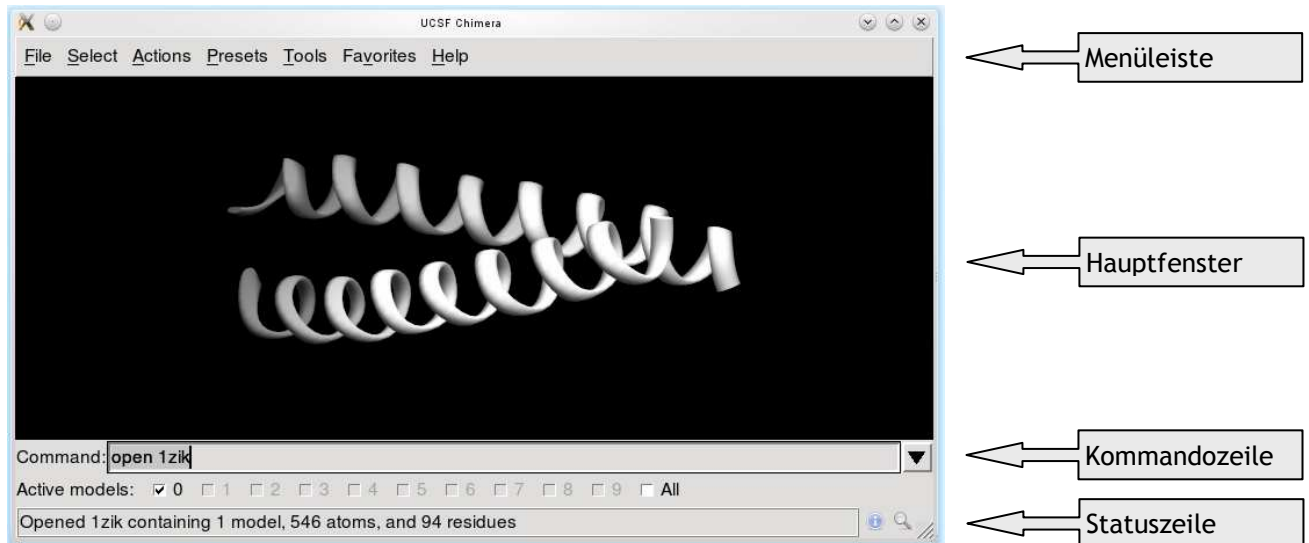 UCSF Chimera
File Select Actions Presets Tools Favorites Help
Menüleiste
Hauptfenster
Command: open 1zik
Kommandozeile
Active models: 0 1 2 3 4 5 6 7 8 9 All
Opened 1zik containing 1 model, 546 atoms, and 94 residues
Statuszeile